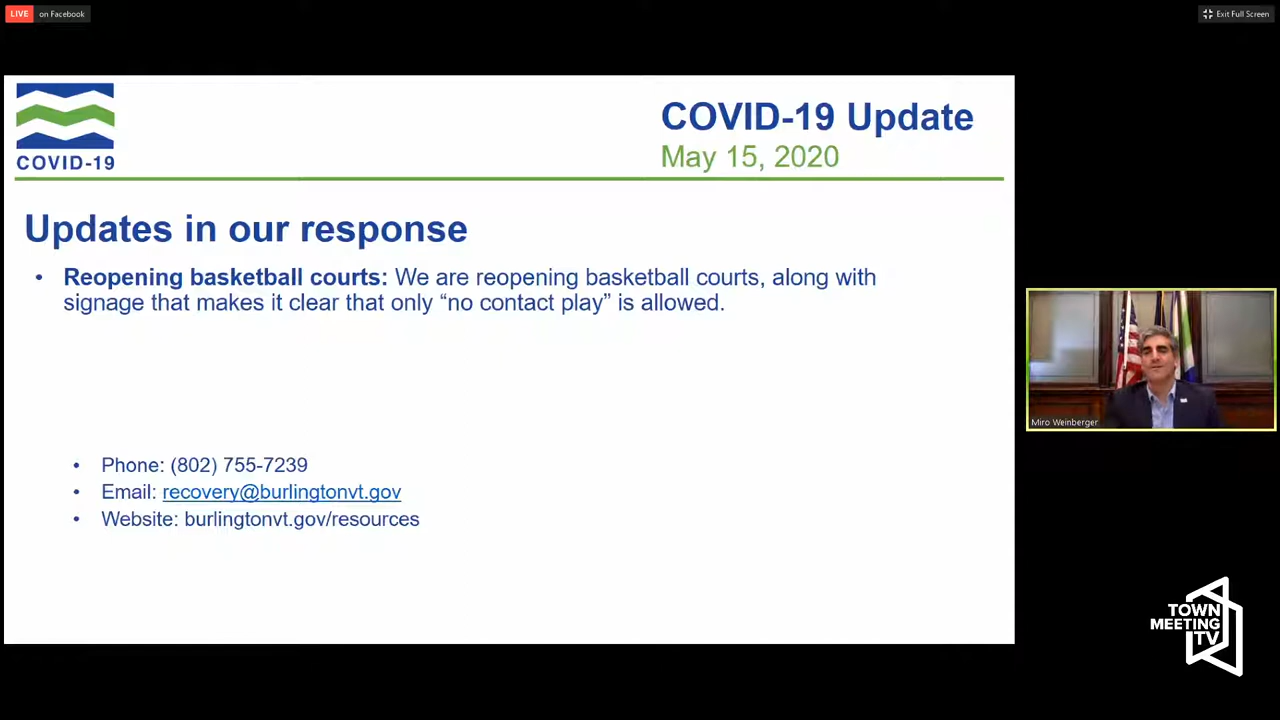 LIVE on Facebook
Exit Full Screen
COVID-19
COVID-19 Update
May 15, 2020
Updates in our response
• Reopening basketball courts: We are reopening basketball courts, along with
signage that makes it clear that only “no contact play” is allowed.
• Phone: (802) 755-7239
• Email: recovery@burlingtonvt.gov
• Website: burlingtonvt.gov/resources
Miro Weinberger
TOWN
MEETING
TV